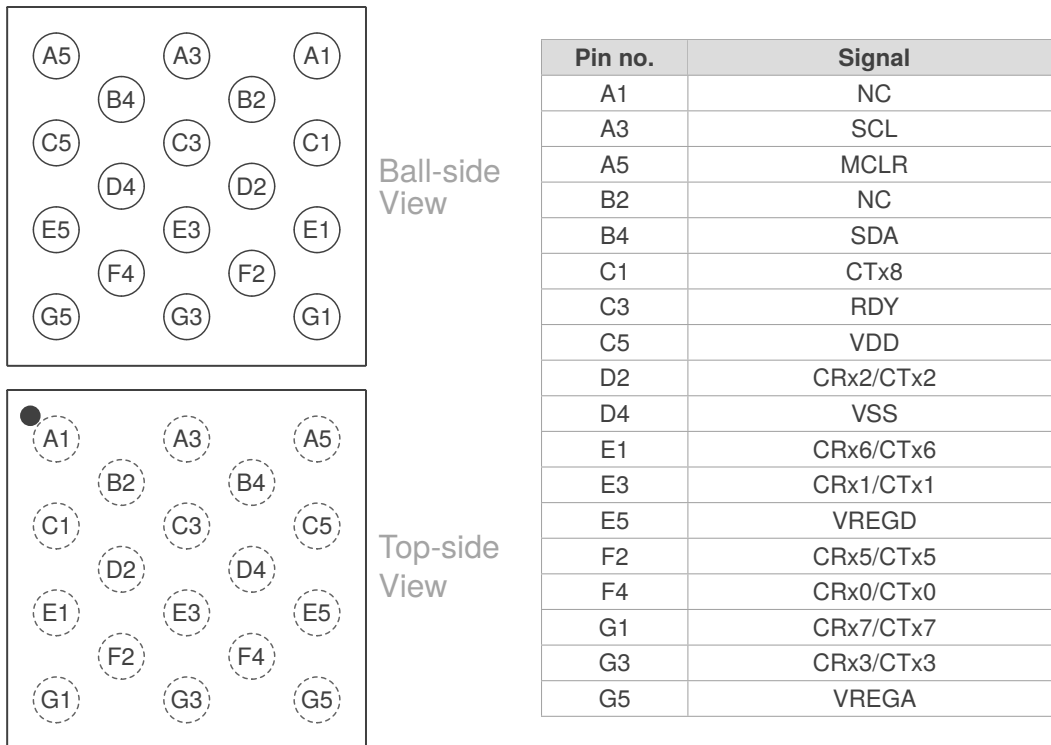 A5 A3 A1
B4 B2
C5 C3 C1
D4 D2
E5 E3 E1
F4 F2
G5 G3 G1
Ball-side
View
A1 A3 A5
B2 B4
C1 C3 C5
D2 D4
E1 E3 E5
F2 F4
G1 G3 G5
Top-side
View
Pin no. Signal
A1 NC
A3 SCL
A5 MCLR
B2 NC
B4 SDA
C1 CTx8
C3 RDY
C5 VDD
D2 CRx2/CTx2
D4 VSS
E1 CRx6/CTx6
E3 CRx1/CTx1
E5 VREGD
F2 CRx5/CTx5
F4 CRx0/CTx0
G1 CRx7/CTx7
G3 CRx3/CTx3
G5 VREGA